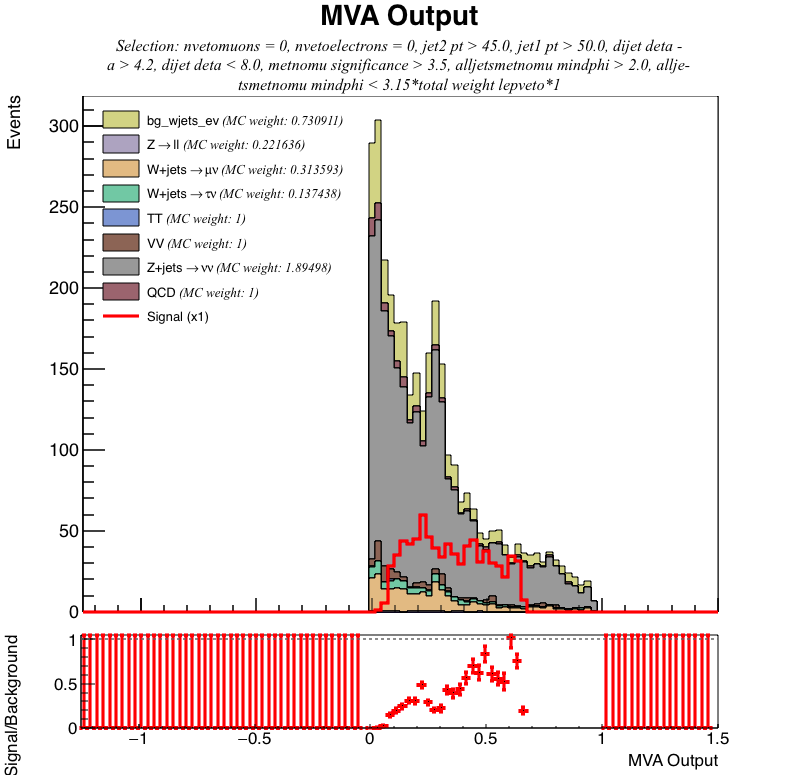 MVA Output
Selection: nvetomuons = 0, nvetoelectrons = 0, jet2 pt > 45.0, jet1 pt > 50.0, dijet deta -
a > 4.2, dijet deta < 8.0, metnomu significance > 3.5, alljetsmetnomu mindphi > 2.0, allje-
tsmetnomu mindphi < 3.15*total weight lepveto*1
Events
300
250
200
150
100
50
0
bg_wjets_ev (MC weight: 0.730911)
Z → ll (MC weight: 0.221636)
W+jets → μν (MC weight: 0.313593)
W+jets → τν (MC weight: 0.137438)
TT (MC weight: 1)
VV (MC weight: 1)
Z+jets → νν (MC weight: 1.89498)
QCD (MC weight: 1)
Signal (x1)
Signal/Background
1
0.5
0
−1 −0.5 0 0.5 1 1.5
MVA Output